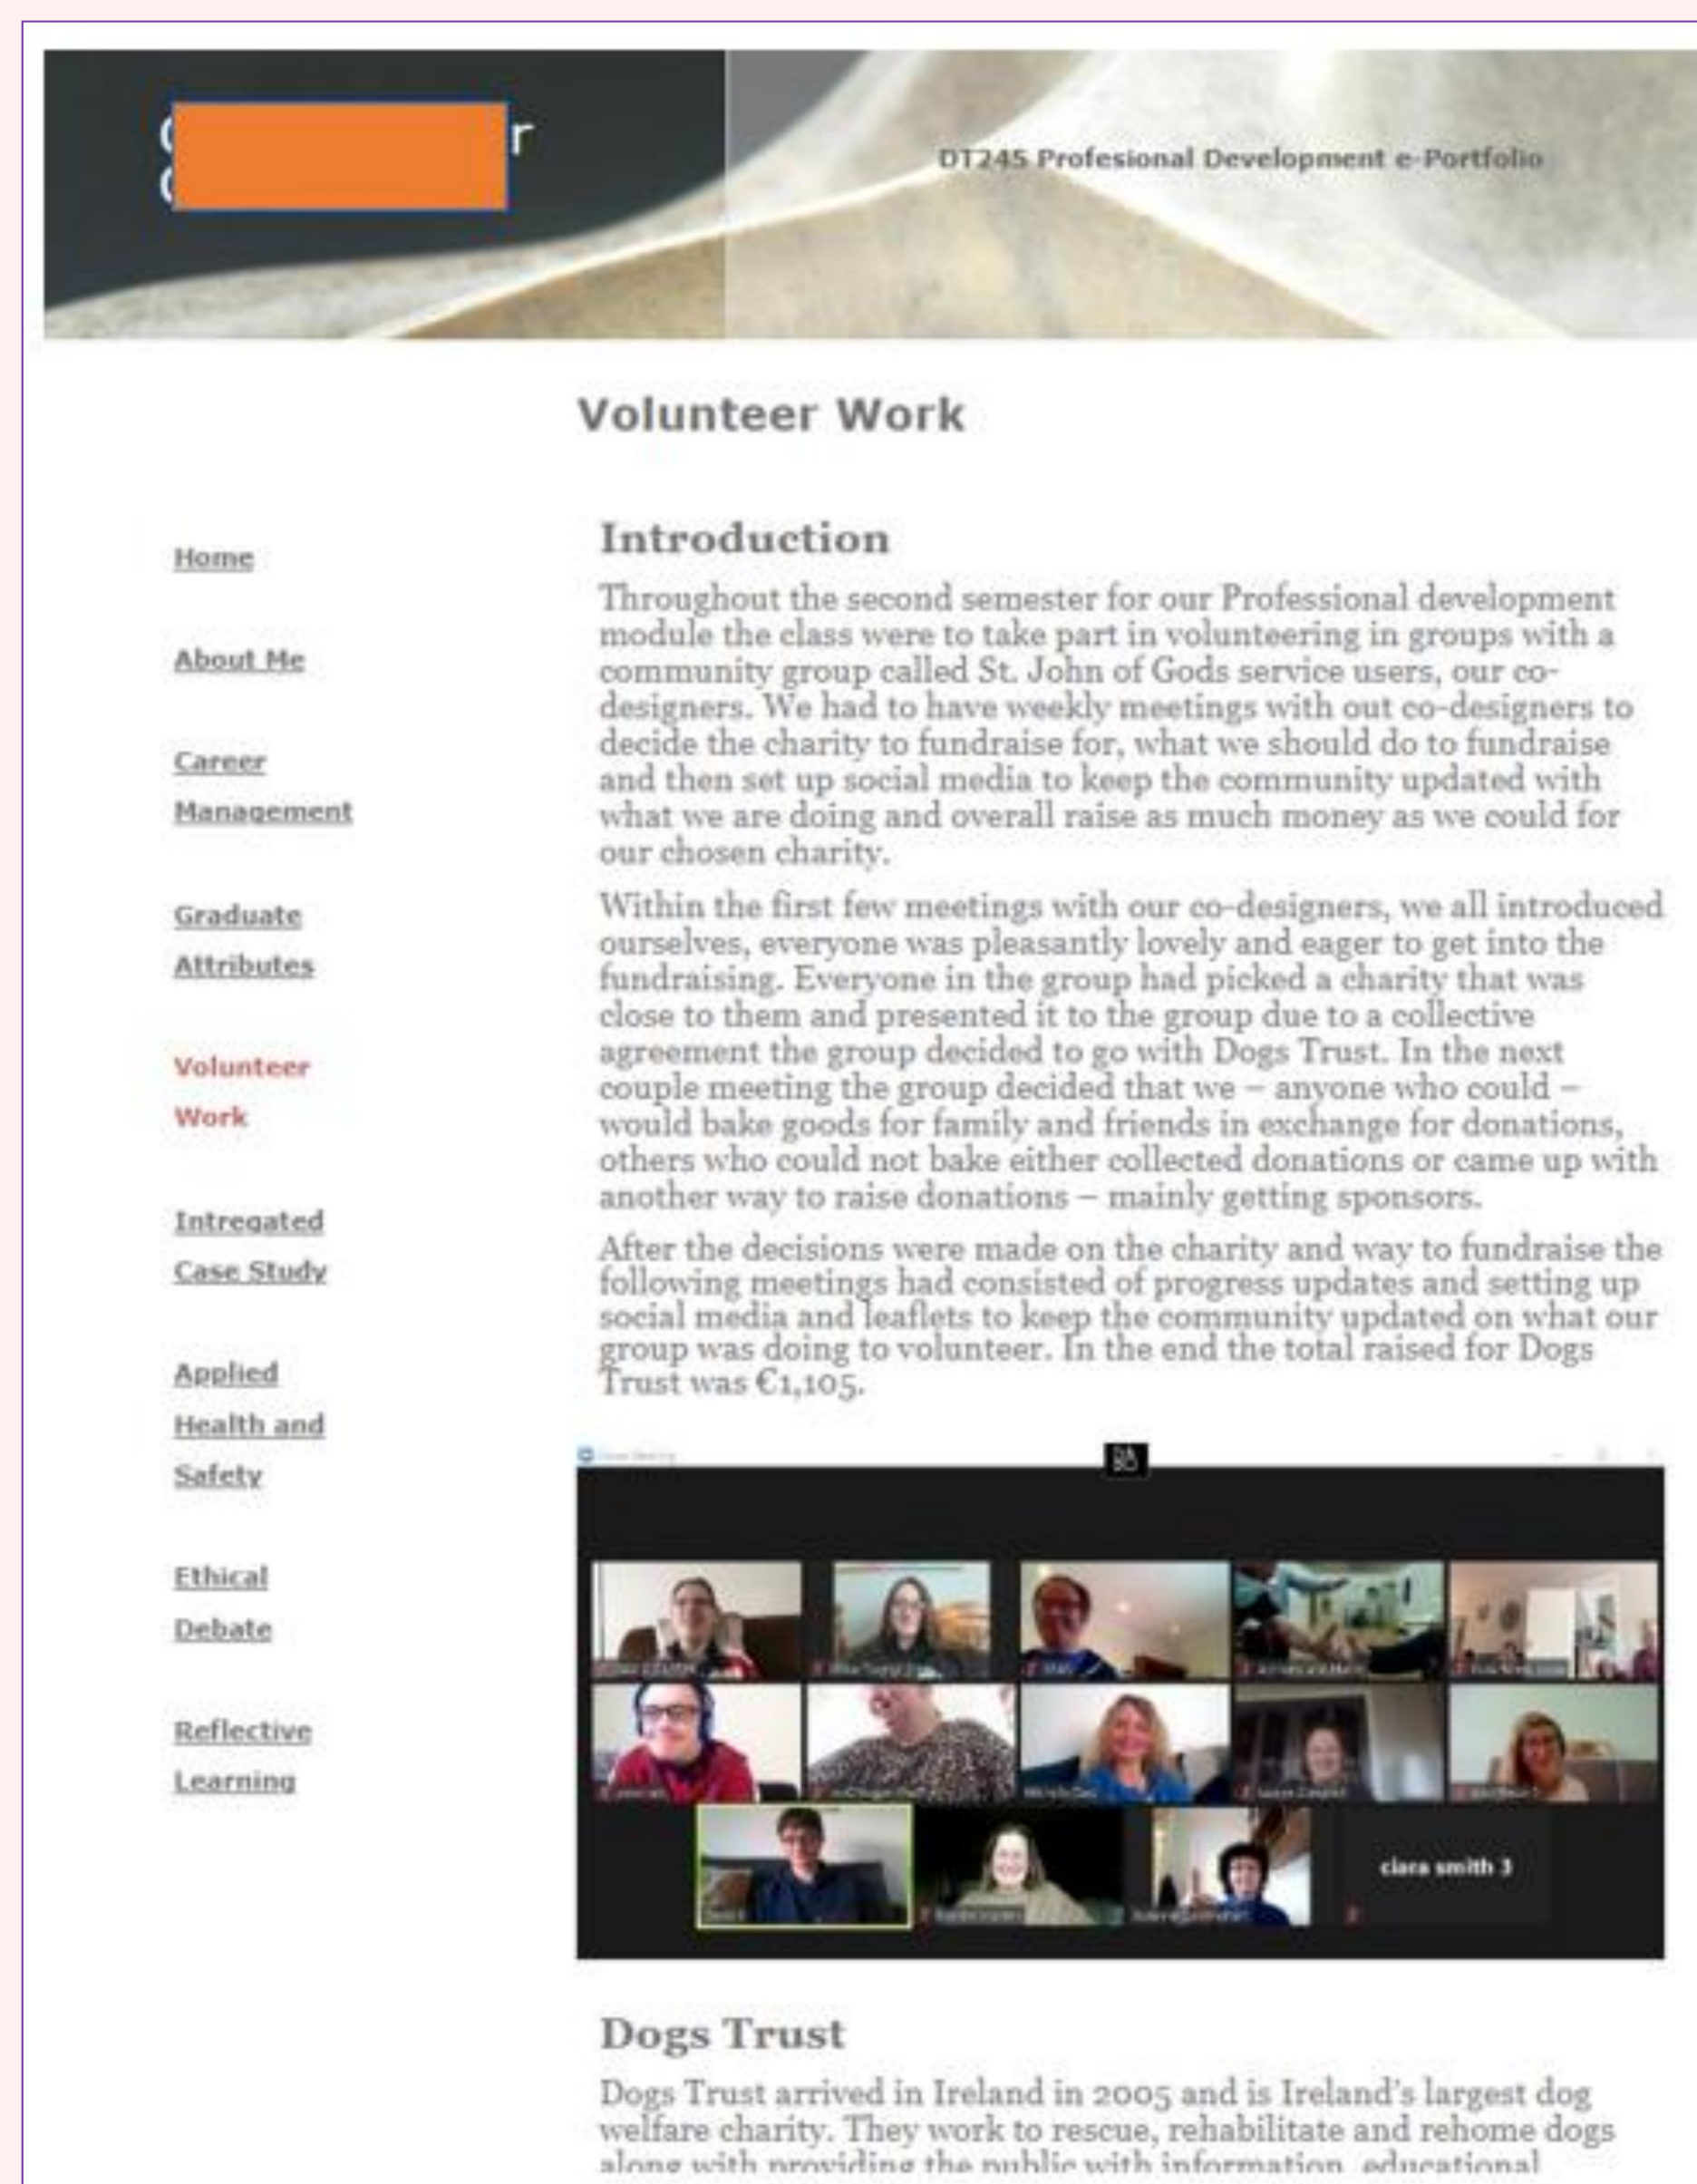 r
DT245 Profesional Development e-Portfolio
Volunteer Work
Home
About Me
Career
Management
Graduate
Attributes
Volunteer
Work
Intregated
Case Study
Applied
Health and
Safety
Ethical
Debate
Reflective
Learning
Introduction
Throughout the second semester for our Professional development
module the class were to take part in volunteering in groups with a
community group called St. John of Gods service users, our co-
designers. We had to have weekly meetings with out co-designers to
decide the charity to fundraise for, what we should do to fundraise
and then set up social media to keep the community updated with
what we are doing and overall raise as much money as we could for
our chosen charity.
Within the first few meetings with our co-designers, we all introduced
ourselves, everyone was pleasantly lovely and eager to get into the
fundraising. Everyone in the group had picked a charity that was
close to them and presented it to the group due to a collective
agreement the group decided to go with Dogs Trust. In the next
couple meeting the group decided that we – anyone who could –
would bake goods for family and friends in exchange for donations,
others who could not bake either collected donations or came up with
another way to raise donations – mainly getting sponsors.
After the decisions were made on the charity and way to fundraise the
following meetings had consisted of progress updates and setting up
social media and leaflets to keep the community updated on what our
group was doing to volunteer. In the end the total raised for Dogs
Trust was €1,105.
ciara smith 3
Dogs Trust
Dogs Trust arrived in Ireland in 2005 and is Ireland's largest dog
welfare charity. They work to rescue, rehabilitate and rehome dogs
along with providing the public with information, educational